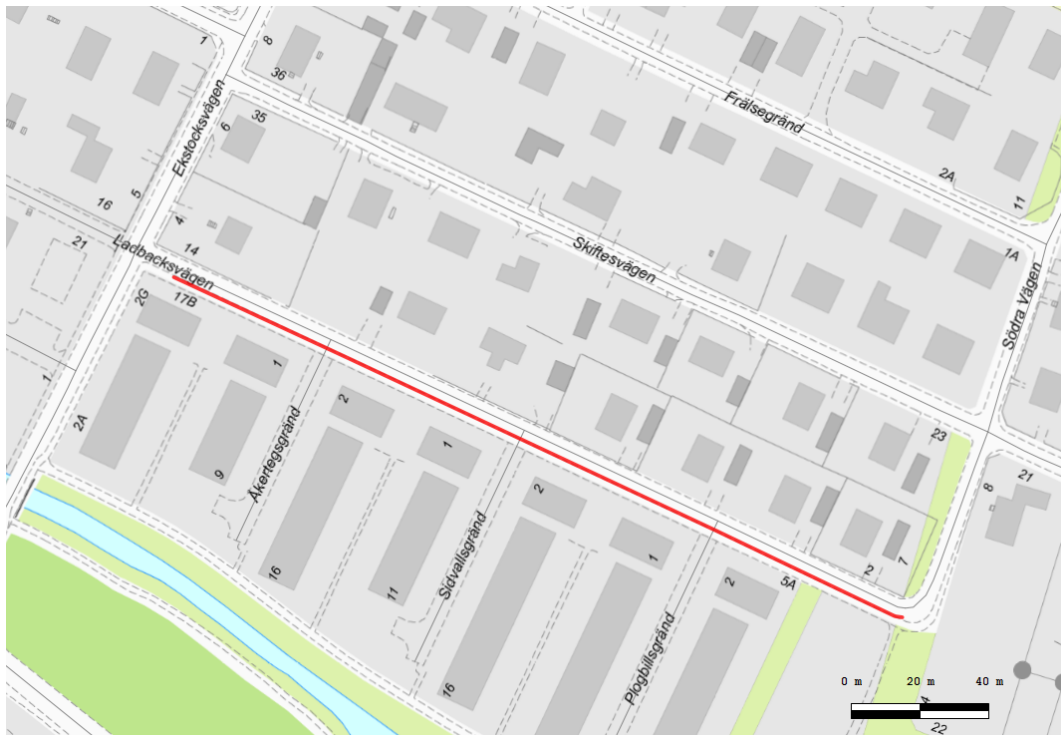 1
8
36
Ekstocksvägen
6
35
Frälsegränd
2A
11
5
16
4
21
14
Ladbacksvägen
Skiftesvägen
1A
Södra Vägen
2G
17B
1
1
2
2A
9
Åkertegsgränd
1
2
23
21
8
16
11
Sidvallsgränd
1
2
5A
2
7
16
Plogbillsgränd
0 m 20 m 40 m
22